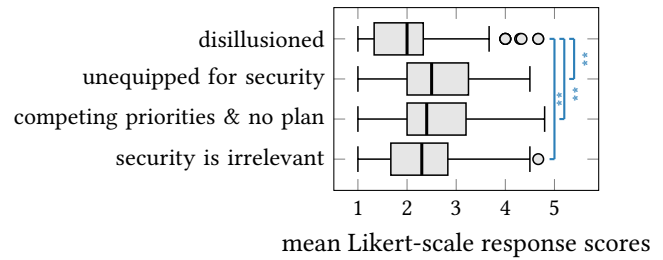 disillusioned
unequipped for security
competing priorities & no plan
security is irrelevant
**
**
**
1 2 3 4 5
mean Likert-scale response scores